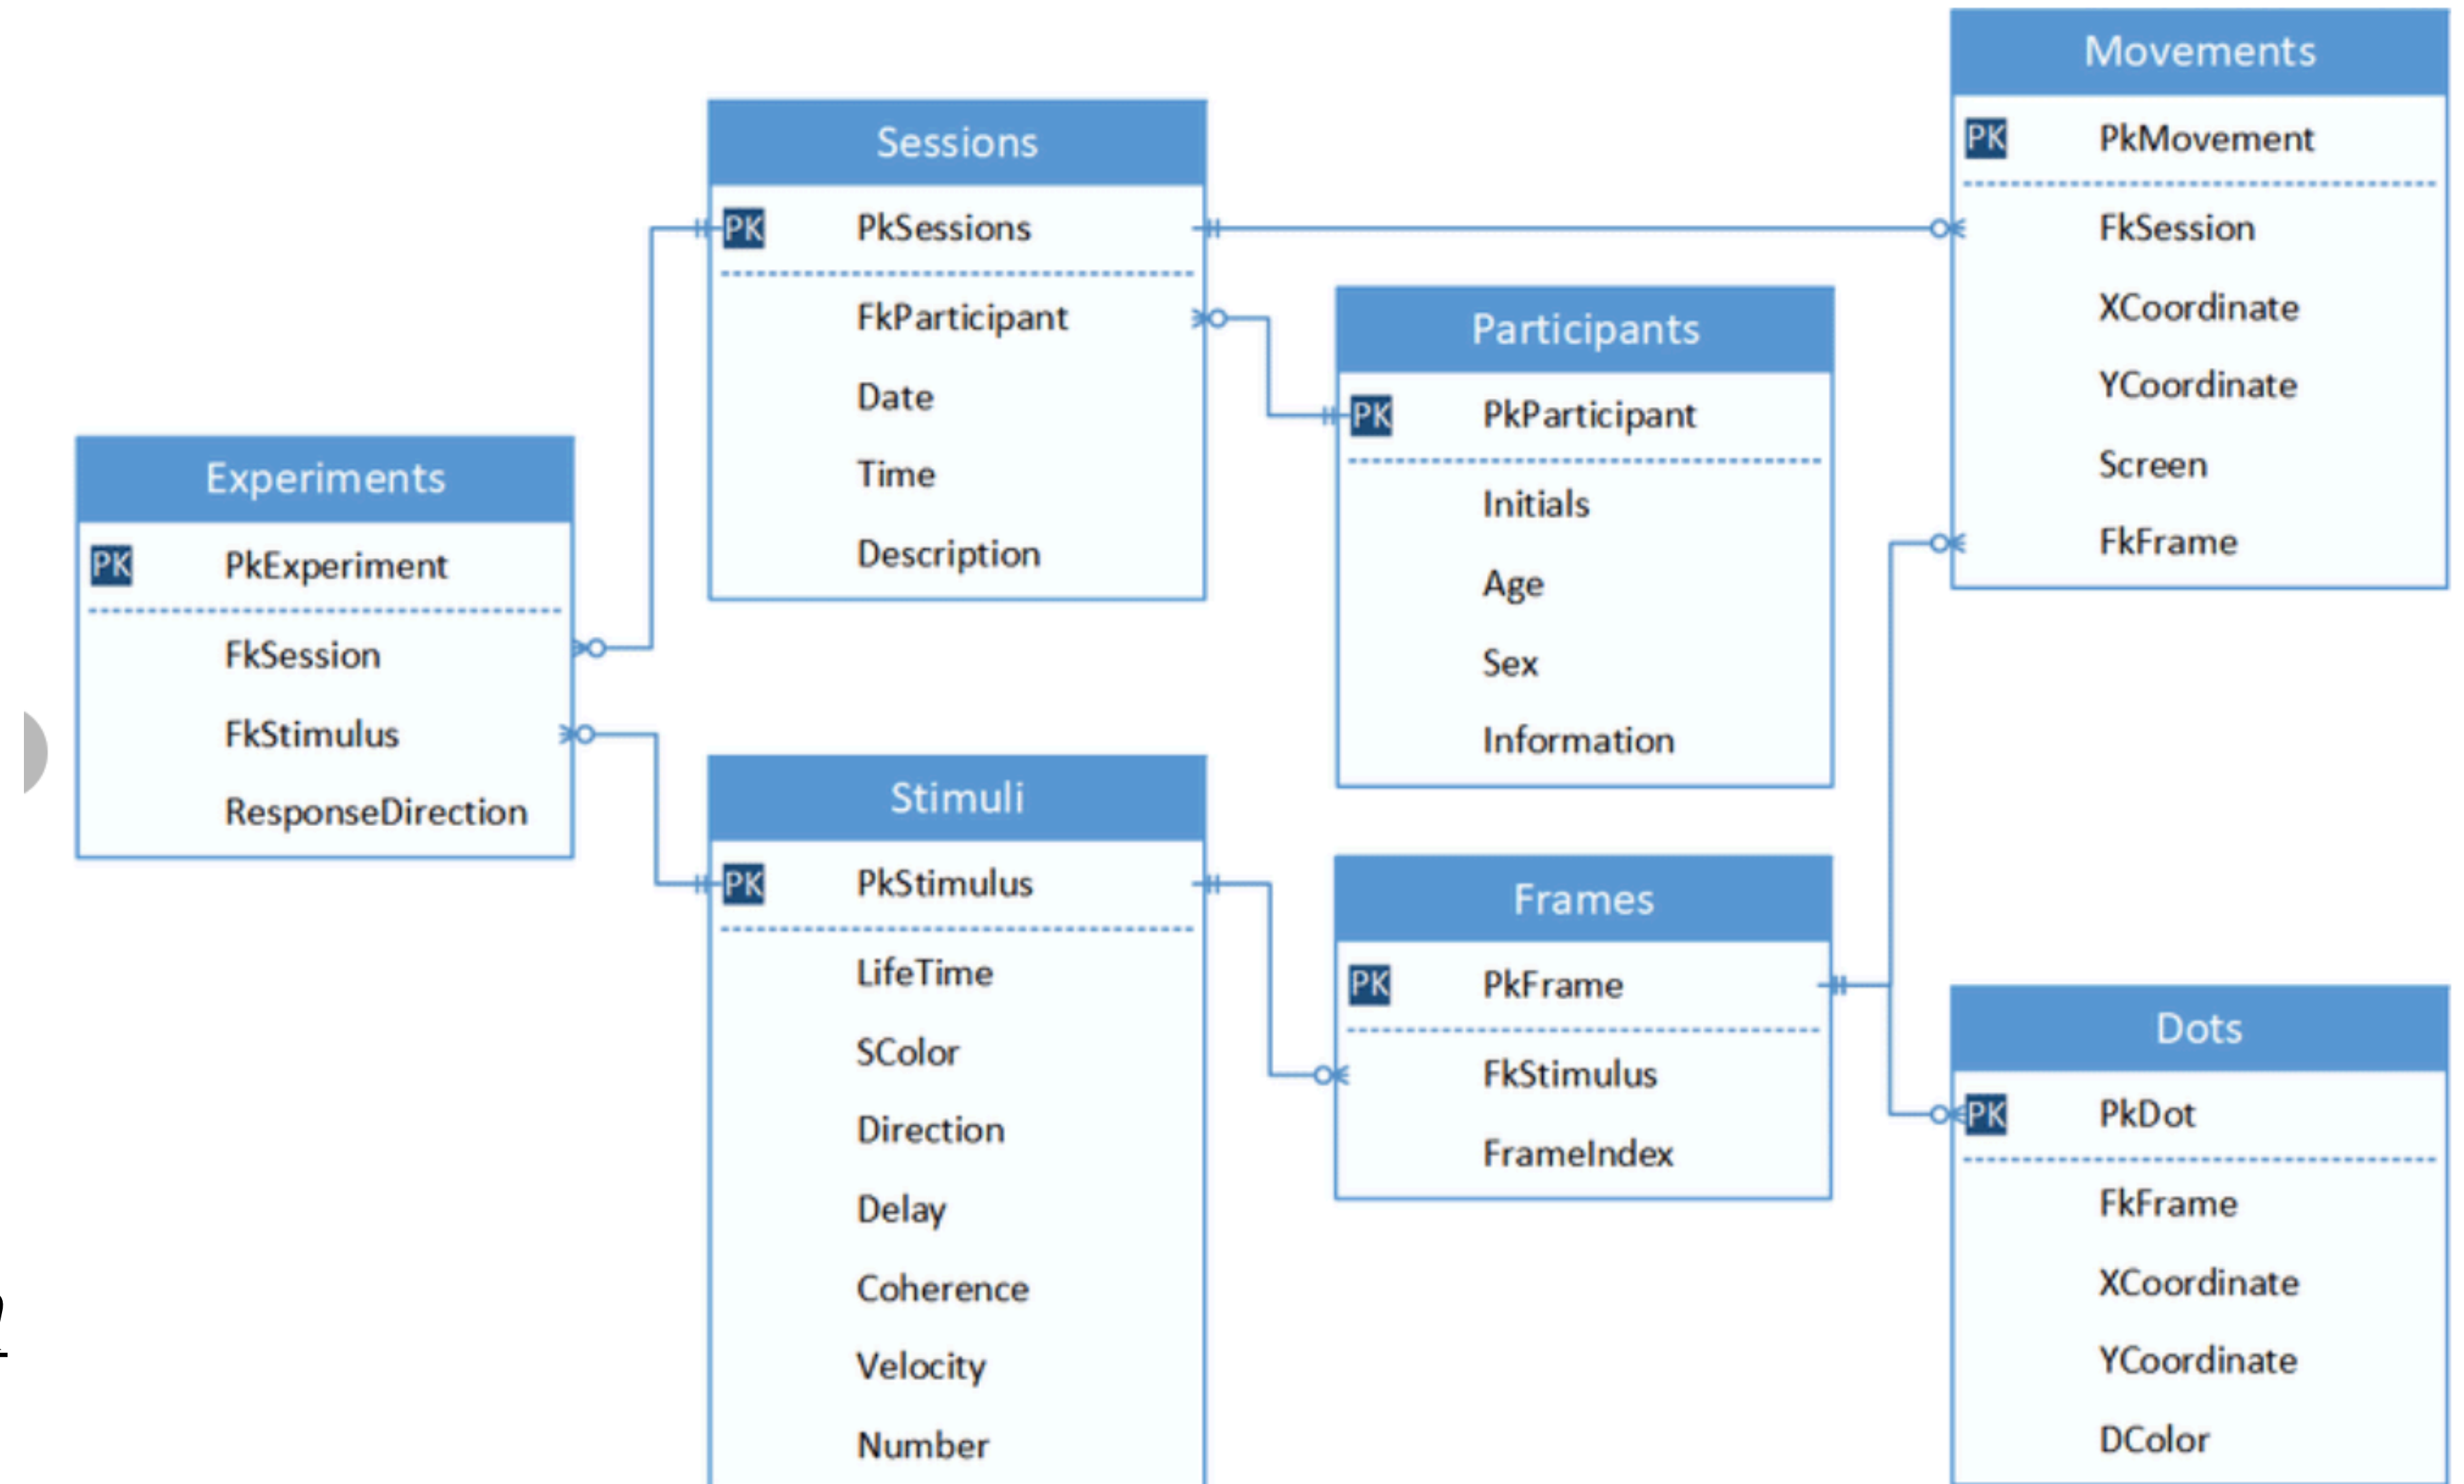 Movements
PK PkMovement
FkSession
XCoordinate
YCoordinate
Screen
FkFrame
Sessions
PK PkSessions
FkParticipant
Date
Time
Description
Participants
PK PkParticipant
Initials
Age
Sex
Information
Experiments
PK PkExperiment
FkSession
FkStimulus
ResponseDirection
Stimuli
PK PkStimulus
LifeTime
SColor
Direction
Delay
Coherence
Velocity
Number
Frames
PK PkFrame
FkStimulus
FrameIndex
Dots
PK PkDot
FkFrame
XCoordinate
YCoordinate
DColor